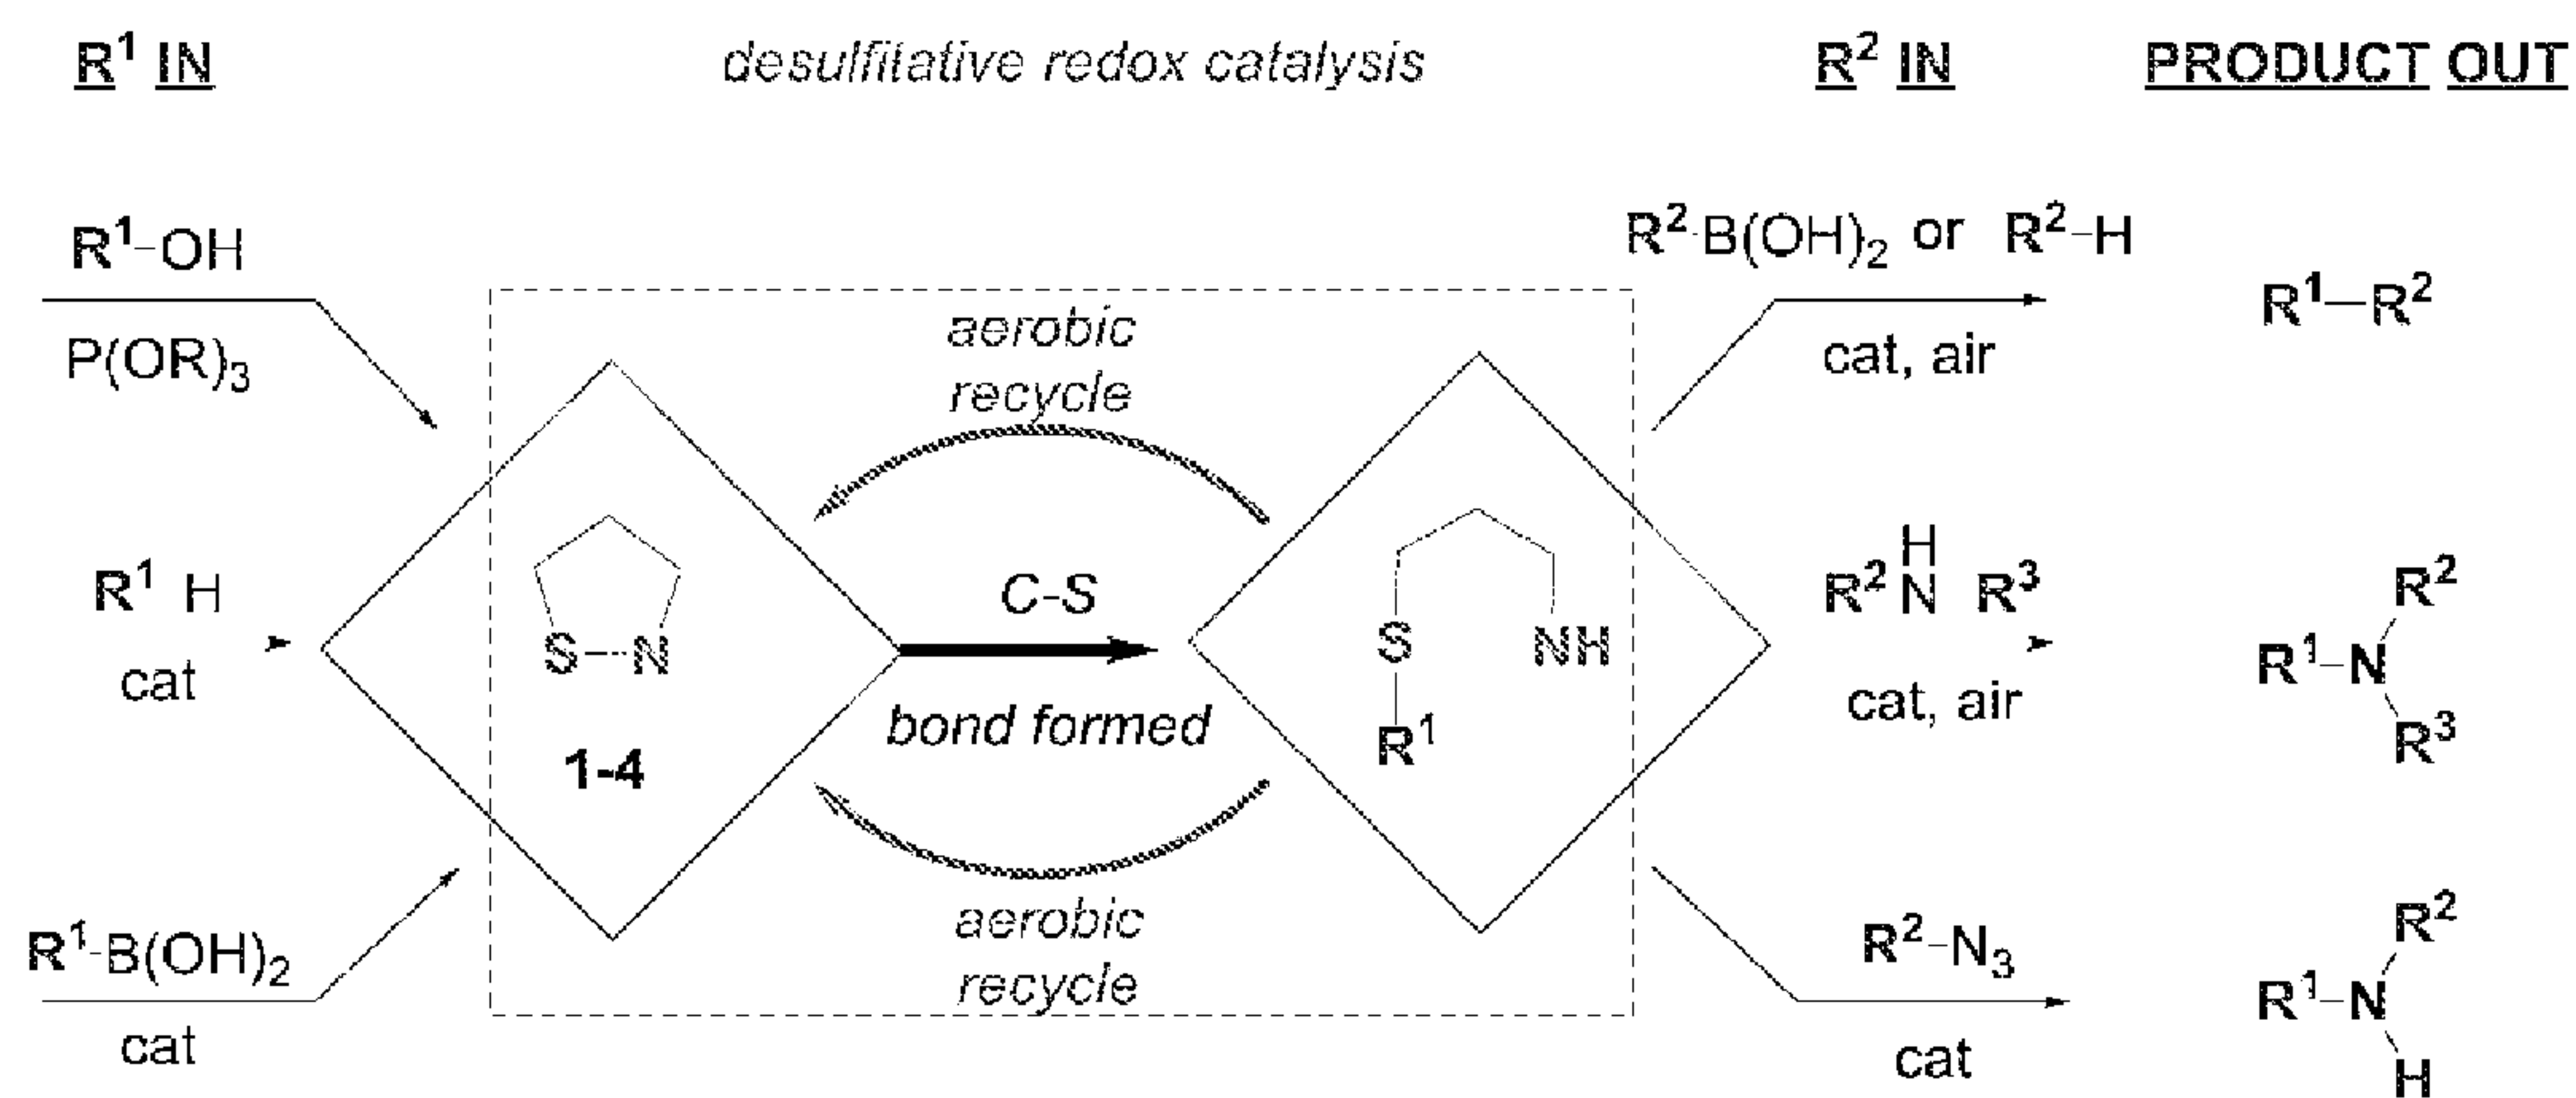 R¹ IN
desulfitative redox catalysis
R² IN
PRODUCT OUT
R¹-OH
P(OR)₃
R¹ H
cat
R¹-B(OH)₂
cat
aerobic
recycle
S N
1-4
C-S
bond formed
aerobic
recycle
S
NH
R¹
R²-B(OH)₂ or R²-H
cat, air
R¹—R²
H
R² N R³
cat, air
R²
R¹-N
R³
R²-N₃
cat
R²
R¹-N
H